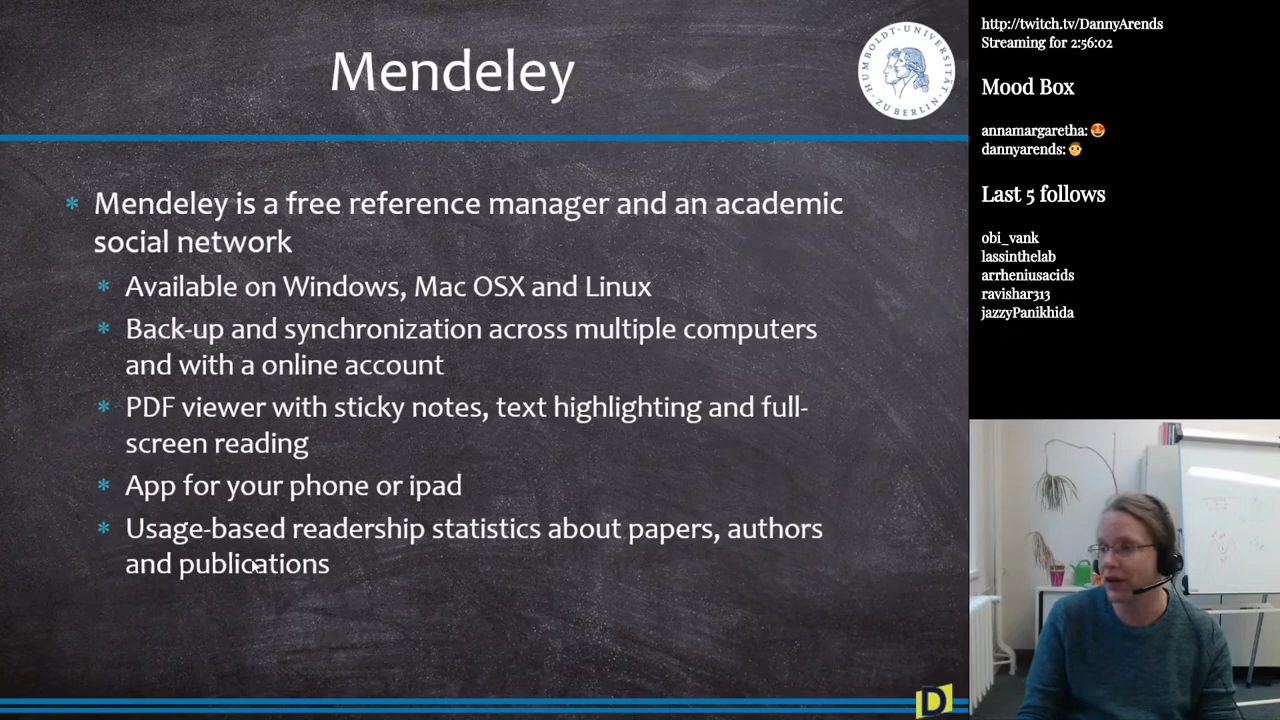 Mendeley
HUMBOLDT-UNIVERSITÄT
ZU BERLIN
* Mendeley is a free reference manager and an academic
social network
* Available on Windows, Mac OSX and Linux
* Back-up and synchronization across multiple computers
and with a online account
* PDF viewer with sticky notes, text highlighting and full-
screen reading
* App for your phone or ipad
* Usage-based readership statistics about papers, authors
and publications
D
http://twitch.tv/DannyArends
Streaming for 2:56:02
Mood Box
annamargaretha: 😍
dannyarends: 👨
Last 5 follows
obi_vank
lassinthelab
arrheniusacids
ravishar313
jazzyPanikhida